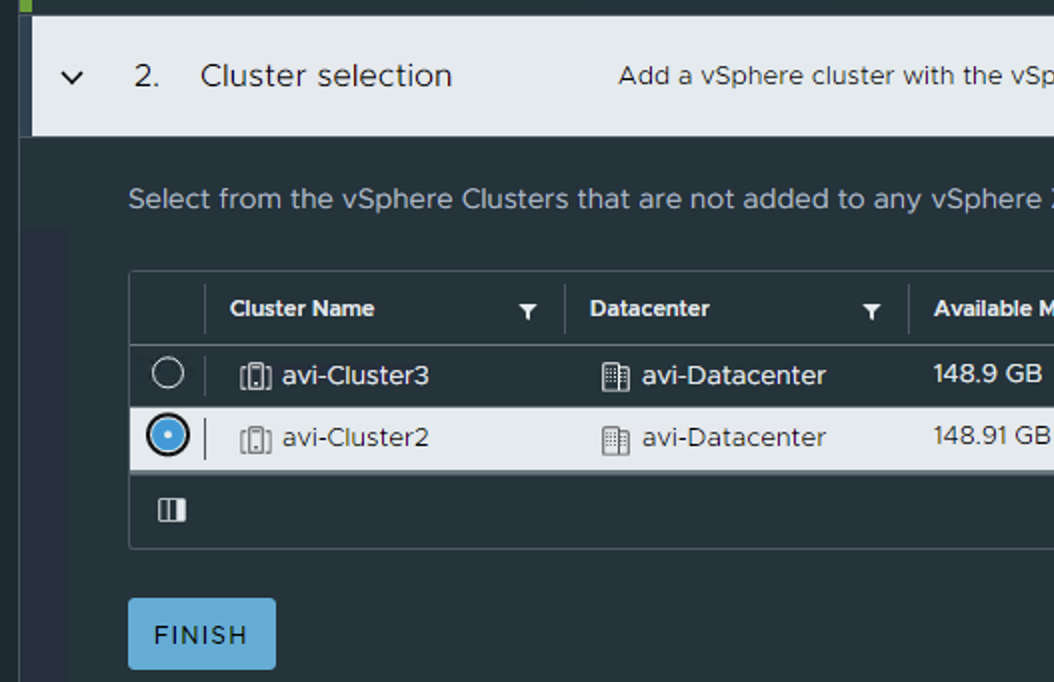 2. Cluster selection Add a vSphere cluster with the
Select from the vSphere Clusters that are not added to any vSphere
Cluster Name Datacenter Available
avi-Cluster3 avi-Datacenter 148.9 GB
avi-Cluster2 avi-Datacenter 148.91 GB
FINISH